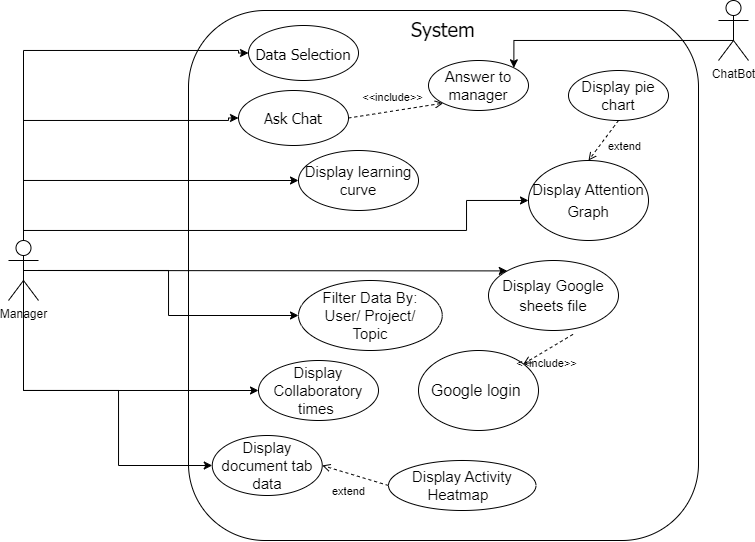 System
ChatBot
Data Selection
Answer to
manager
<<include>>
Display pie
chart
Ask Chat
extend
Display learning
curve
Display Attention
Graph
Manager
Display Google
sheets file
Filter Data By:
User/ Project/
Topic
<<include>>
Display
Collaboratory
times
Google login
Display
document tab
data
extend
Display Activity
Heatmap